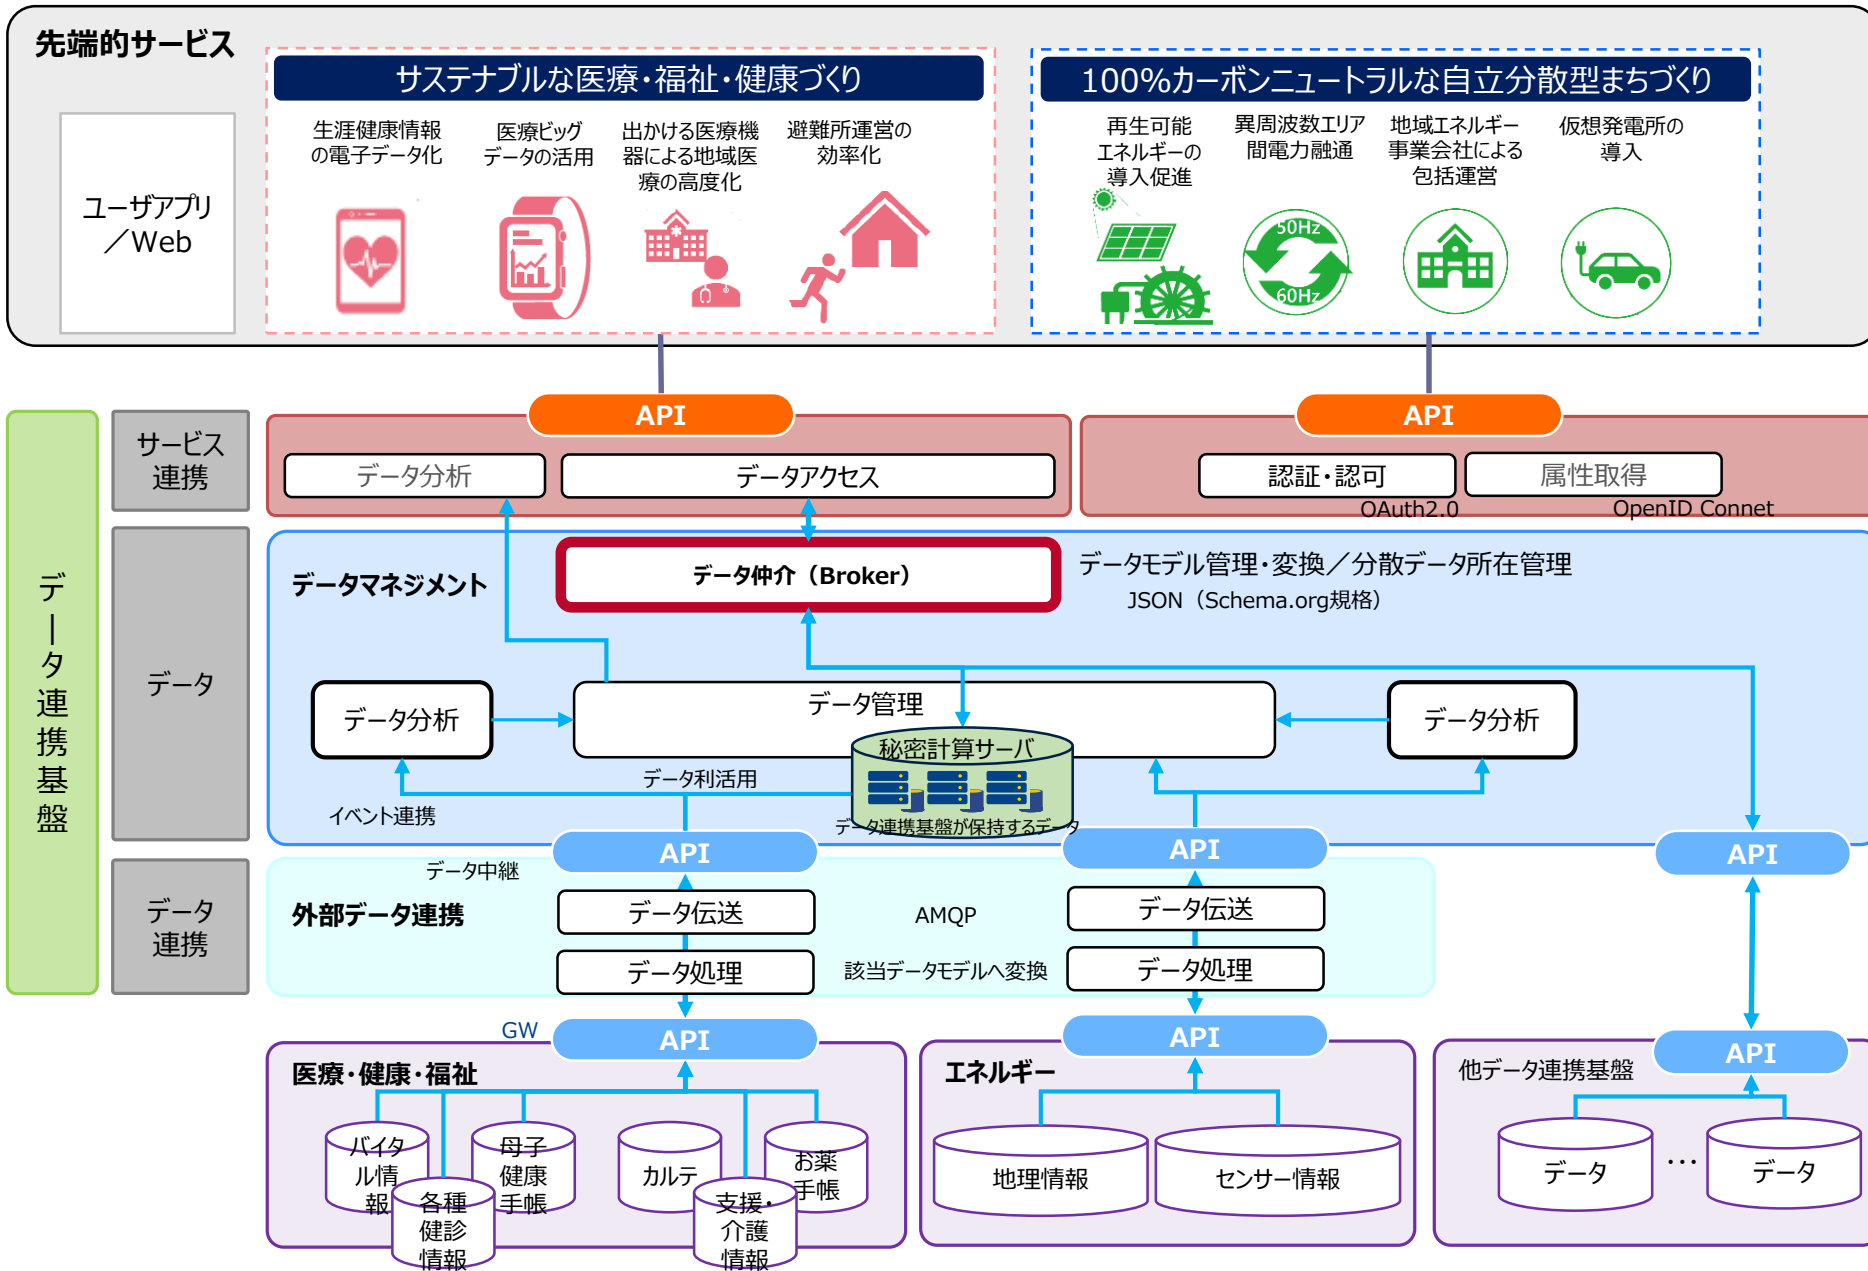 先端的サービス
サステナブルな医療・福祉・健康づくり
100%カーボンニュートラルな自立分散型まちづくり
ユーザアプリ
／Web
生涯健康情報
の電子データ化
医療ビッグ
データの活用
出かける医療機
器による地域医
療の高度化
避難所運営の
効率化
再生可能
エネルギーの
導入促進
異周波数エリア
間電力融通
地域エネルギー
事業会社による
包括運営
仮想発電所の
導入
50Hz
60Hz
データ連携基盤
サービス
連携
API
API
データ分析
データアクセス
認証・認可
属性取得
OAuth2.0
OpenID Connet
データ
データマネジメント
データ仲介（Broker）
データモデル管理・変換／分散データ所在管理
JSON（Schema.org規格）
データ分析
データ管理
データ分析
秘密計算サーバ
データ利活用
イベント連携
データ連携基盤が保持するデータ
API
API
API
データ
連携
データ中継
外部データ連携
データ伝送
AMQP
データ伝送
データ処理
該当データモデルへ変換
データ処理
GW
API
API
API
医療・健康・福祉
エネルギー
他データ連携基盤
バイタ
ル情
報
各種
健診
情報
母子
健康
手帳
カルテ
支援・
介護
情報
お薬
手帳
地理情報
センサー情報
データ
…
データ